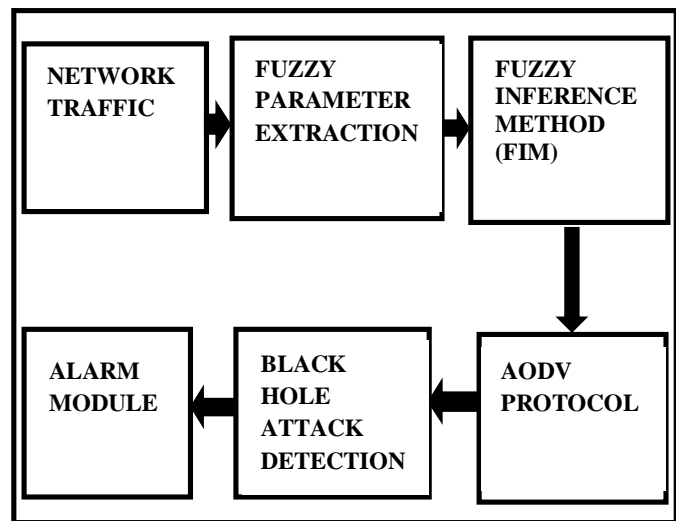 NETWORK
TRAFFIC
FUZZY
PARAMETER
EXTRACTION
FUZZY
INFERENCE
METHOD
(FIM)
ALARM
MODULE
BLACK
HOLE
ATTACK
DETECTION
AODV
PROTOCOL